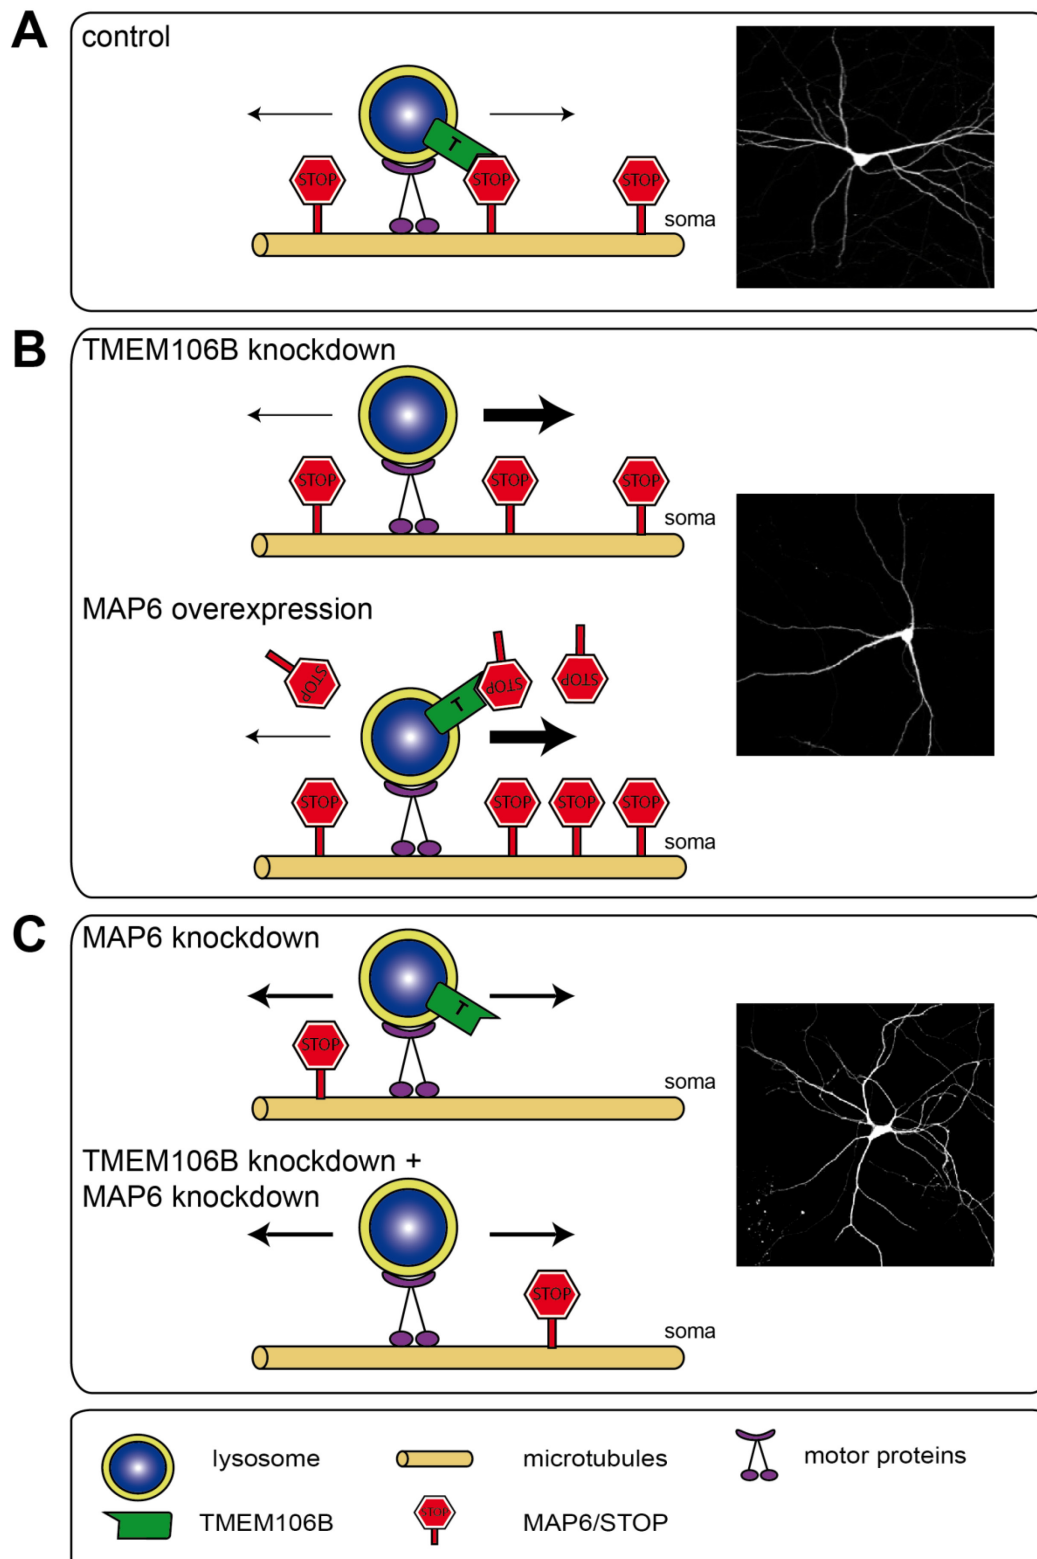 A
control
T
STOP
STOP
STOP
soma
B
TMEM106B knockdown
STOP
STOP
STOP
soma
MAP6 overexpression
STOP
STOP
STOP
T
STOP
STOP
STOP
STOP
soma
C
MAP6 knockdown
T
STOP
soma
TMEM106B knockdown +
MAP6 knockdown
STOP
soma
lysosome
microtubules
motor proteins
TMEM106B
STOP
MAP6/STOP